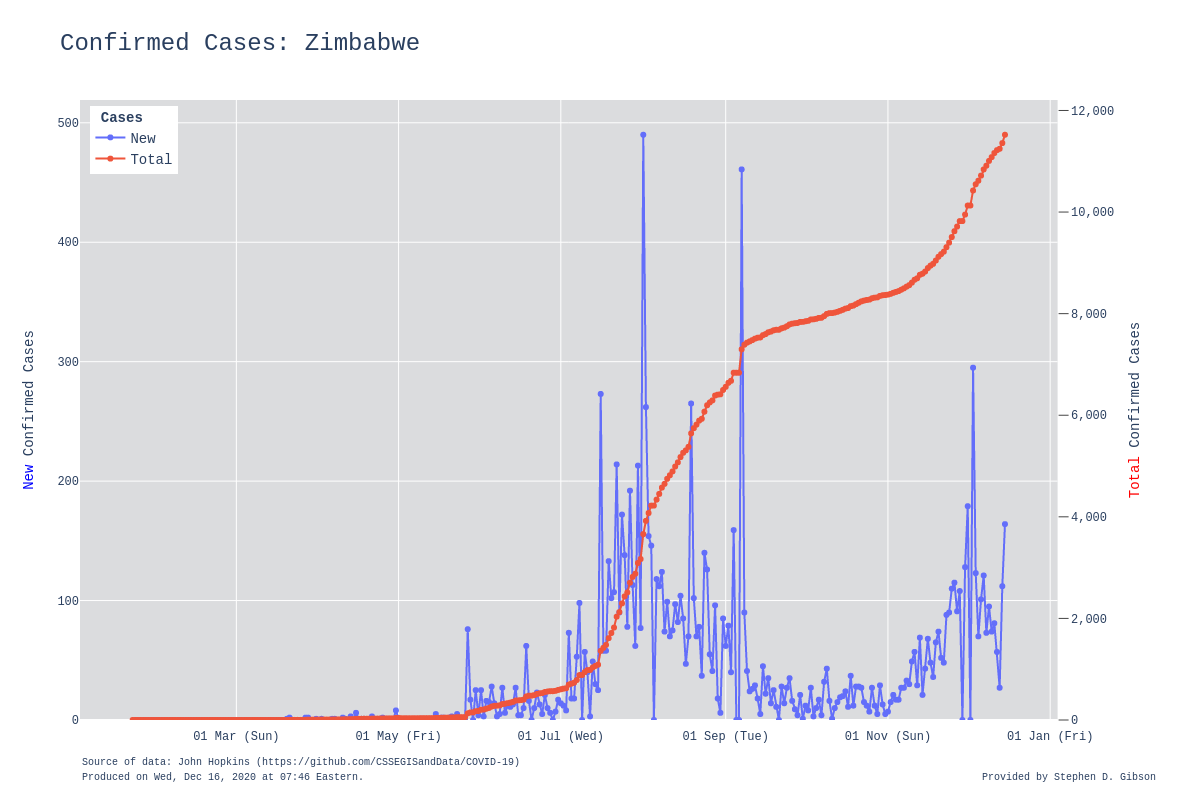 Confirmed Cases: Zimbabwe
Cases
New
Total
500
400
300
200
100
0
New Confirmed Cases
12,000
10,000
8,000
6,000
4,000
2,000
0
Total Confirmed Cases
01 Mar (Sun)
01 May (Fri)
01 Jul (Wed)
01 Sep (Tue)
01 Nov (Sun)
01 Jan (Fri)
Source of data: John Hopkins (https://github.com/CSSEGISandData/COVID-19)
Produced on Wed, Dec 16, 2020 at 07:46 Eastern.
Provided by Stephen D. Gibson